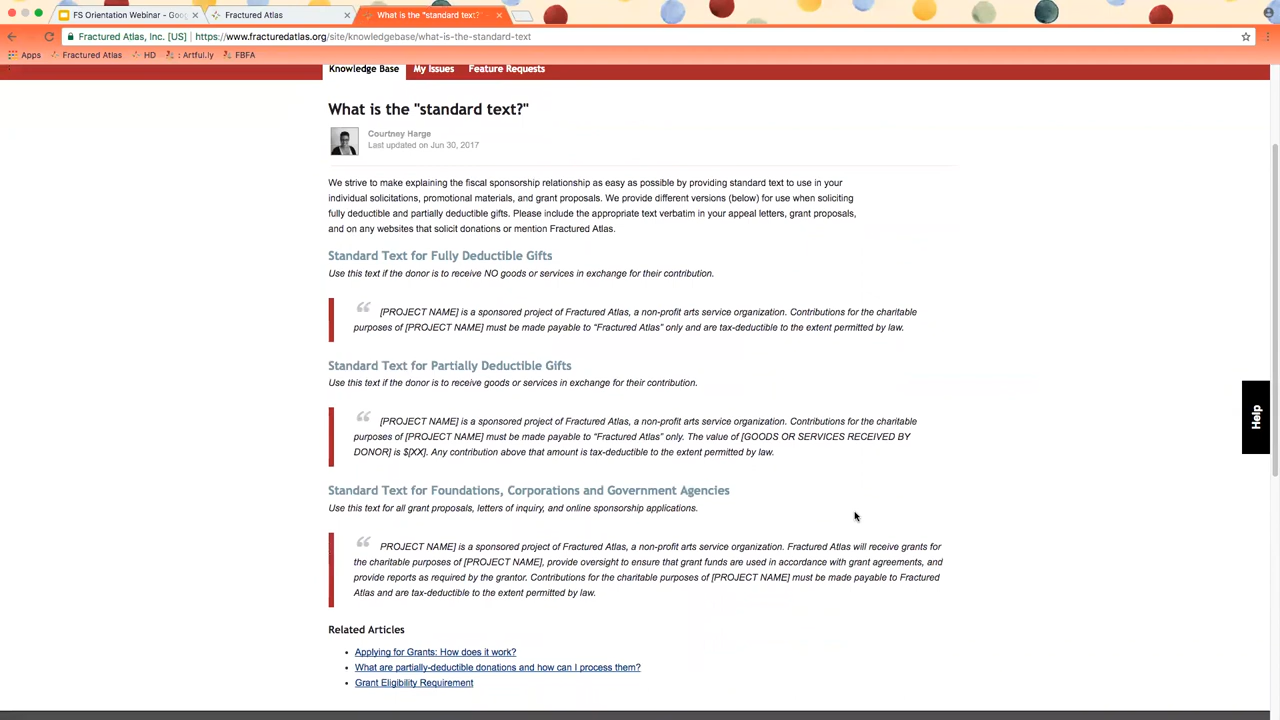 FS Orientation Webinar - Goo
Fractured Atlas
What is the "standard text?"
Fractured Atlas, Inc. [US]
https://www.fracturedatlas.org/site/knowledgebase/what-is-the-standard-text
Apps
Fractured Atlas
HD
: Artful.ly
FBFA
Knowledge Base
My Issues
Feature Requests
What is the "standard text?"
Courtney Harge
Last updated on Jun 30, 2017
We strive to make explaining the fiscal sponsorship relationship as easy as possible by providing standard text to use in your
individual solicitations, promotional materials, and grant proposals. We provide different versions (below) for use when soliciting
fully deductible and partially deductible gifts. Please include the appropriate text verbatim in your appeal letters, grant proposals,
and on any websites that solicit donations or mention Fractured Atlas.
Standard Text for Fully Deductible Gifts
Use this text if the donor is to receive NO goods or services in exchange for their contribution.
[PROJECT NAME] is a sponsored project of Fractured Atlas, a non-profit arts service organization. Contributions for the charitable
purposes of [PROJECT NAME] must be made payable to “Fractured Atlas” only and are tax-deductible to the extent permitted by law.
Standard Text for Partially Deductible Gifts
Use this text if the donor is to receive goods or services in exchange for their contribution.
[PROJECT NAME] is a sponsored project of Fractured Atlas, a non-profit arts service organization. Contributions for the charitable
purposes of [PROJECT NAME] must be made payable to “Fractured Atlas” only. The value of [GOODS OR SERVICES RECEIVED BY
DONOR] is $[XX]. Any contribution above that amount is tax-deductible to the extent permitted by law.
Standard Text for Foundations, Corporations and Government Agencies
Use this text for all grant proposals, letters of inquiry, and online sponsorship applications.
PROJECT NAME] is a sponsored project of Fractured Atlas, a non-profit arts service organization. Fractured Atlas will receive grants for
the charitable purposes of [PROJECT NAME], provide oversight to ensure that grant funds are used in accordance with grant agreements, and
provide reports as required by the grantor. Contributions for the charitable purposes of [PROJECT NAME] must be made payable to Fractured
Atlas and are tax-deductible to the extent permitted by law.
Related Articles
Applying for Grants: How does it work?
What are partially-deductible donations and how can I process them?
Grant Eligibility Requirement
Help